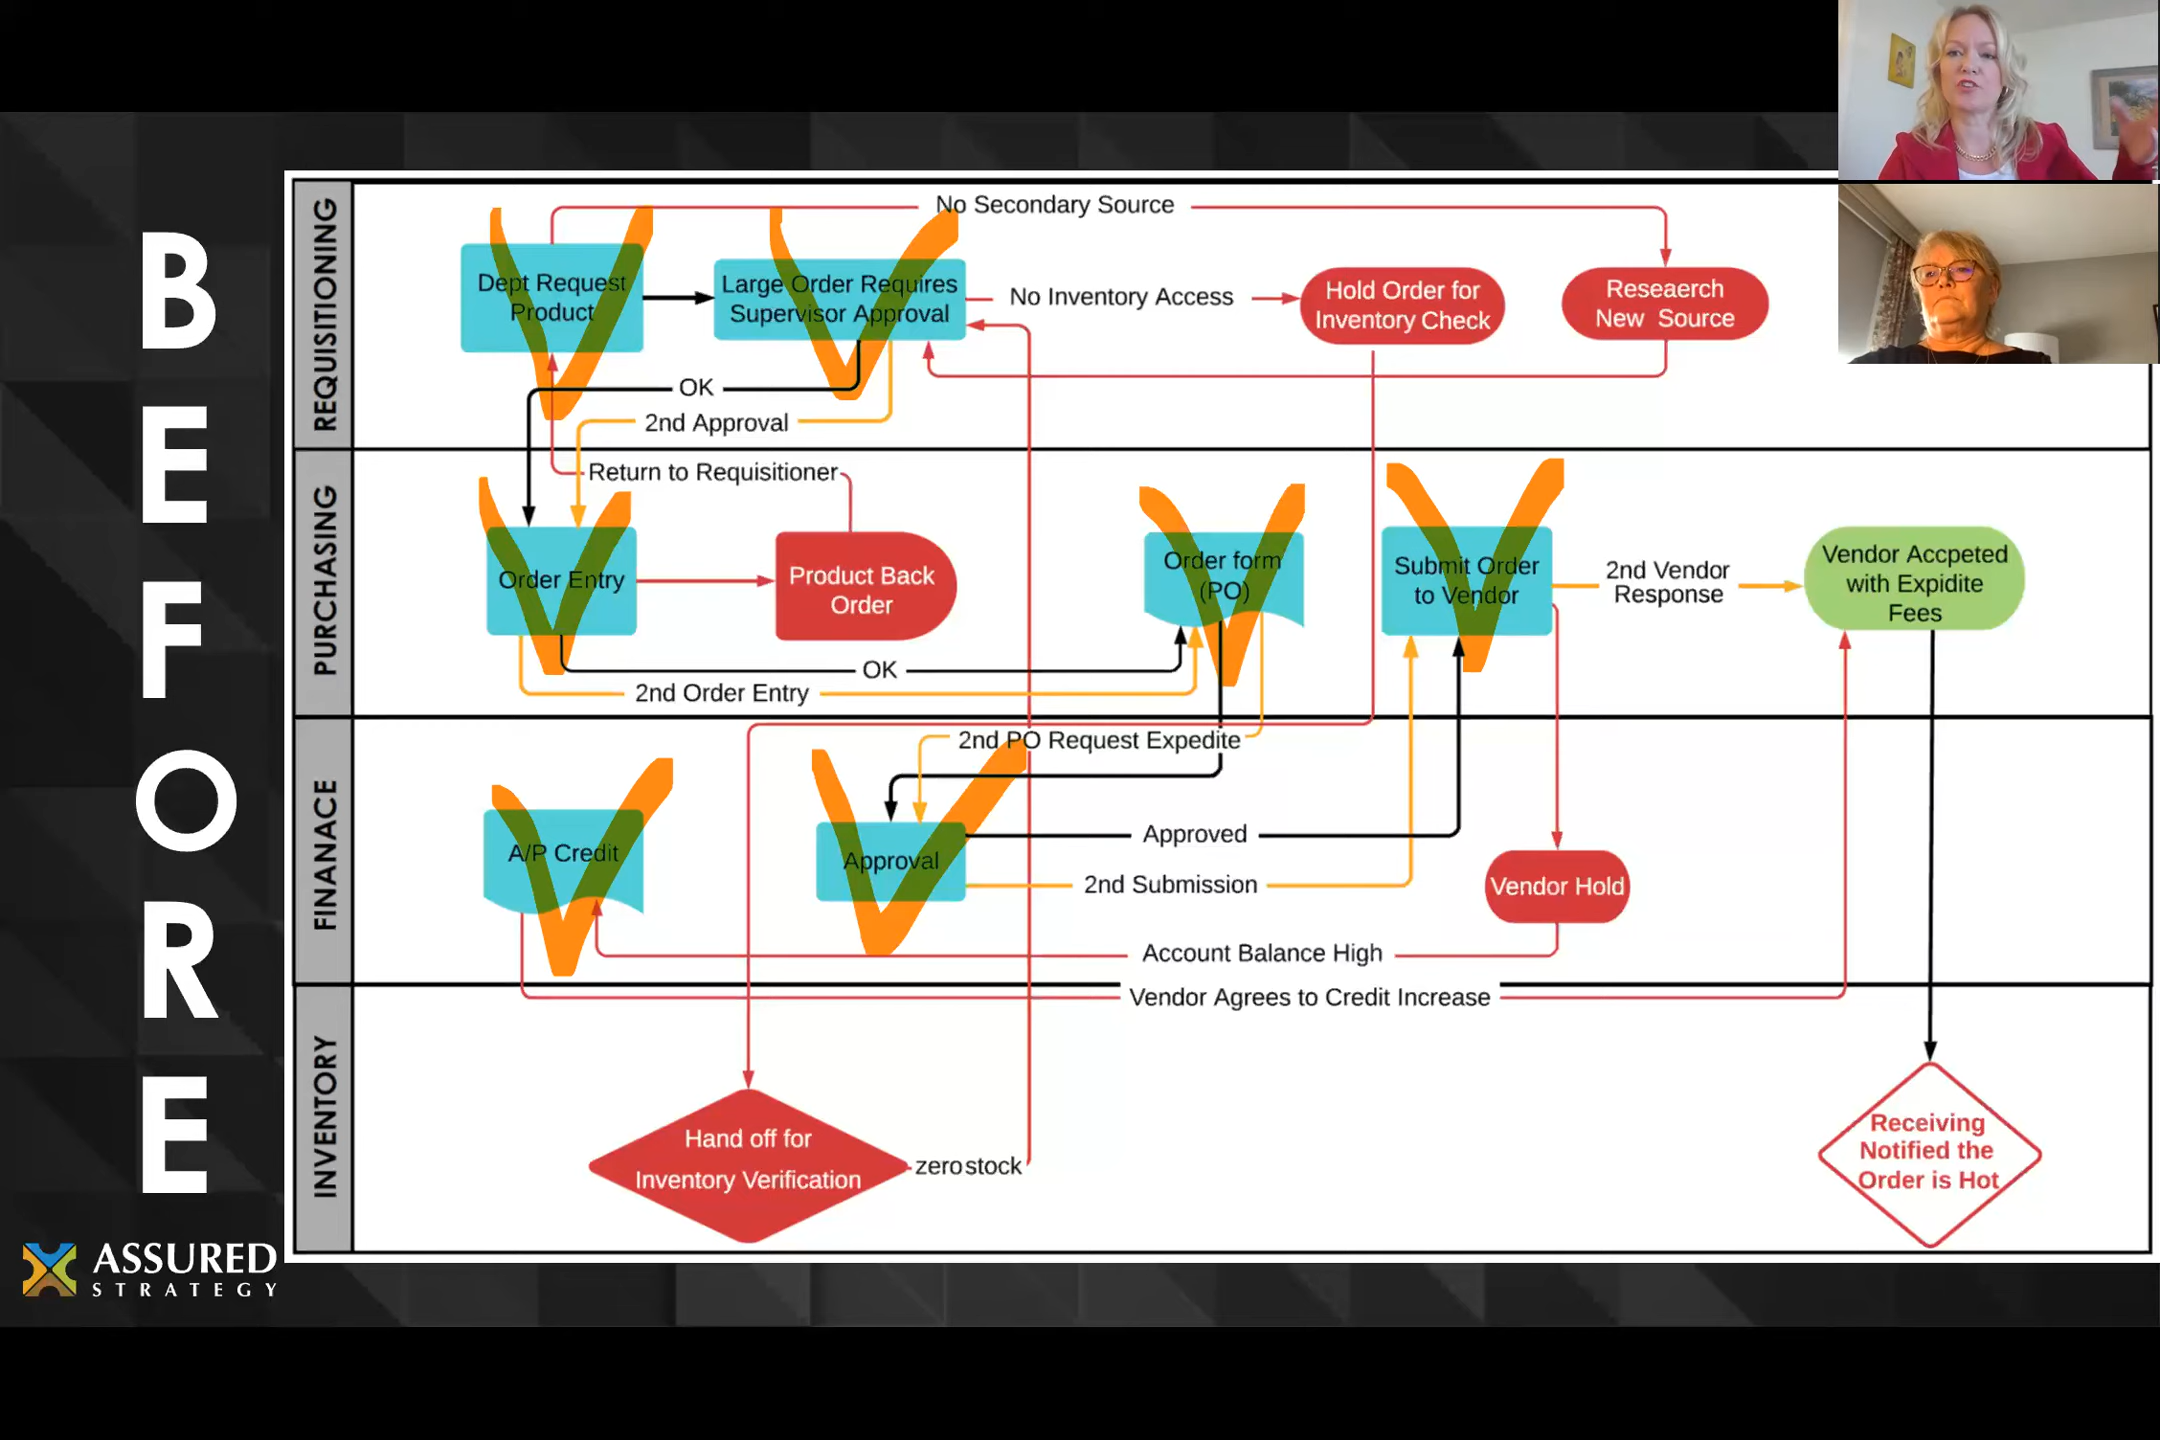 BEFORE
ASSURED
STRATEGY
REQUISITIONING
No Secondary Source
Dept Request
Product
Large Order Requires
Supervisor Approval
No Inventory Access
Hold Order for
Inventory Check
Reseaerch
New Source
OK
2nd Approval
PURCHASING
Return to Requisitioner
Order Entry
Product Back
Order
Order form
(PO)
Submit Order
to Vendor
2nd Vendor
Response
Vendor Accpeted
with Expidite
Fees
OK
2nd Order Entry
FINANACE
2nd PO Request Expedite
A/P Credit
Approval
Approved
2nd Submission
Vendor Hold
Account Balance High
Vendor Agrees to Credit Increase
INVENTORY
Hand off for
Inventory Verification
zero stock
Receiving
Notified the
Order is Hot